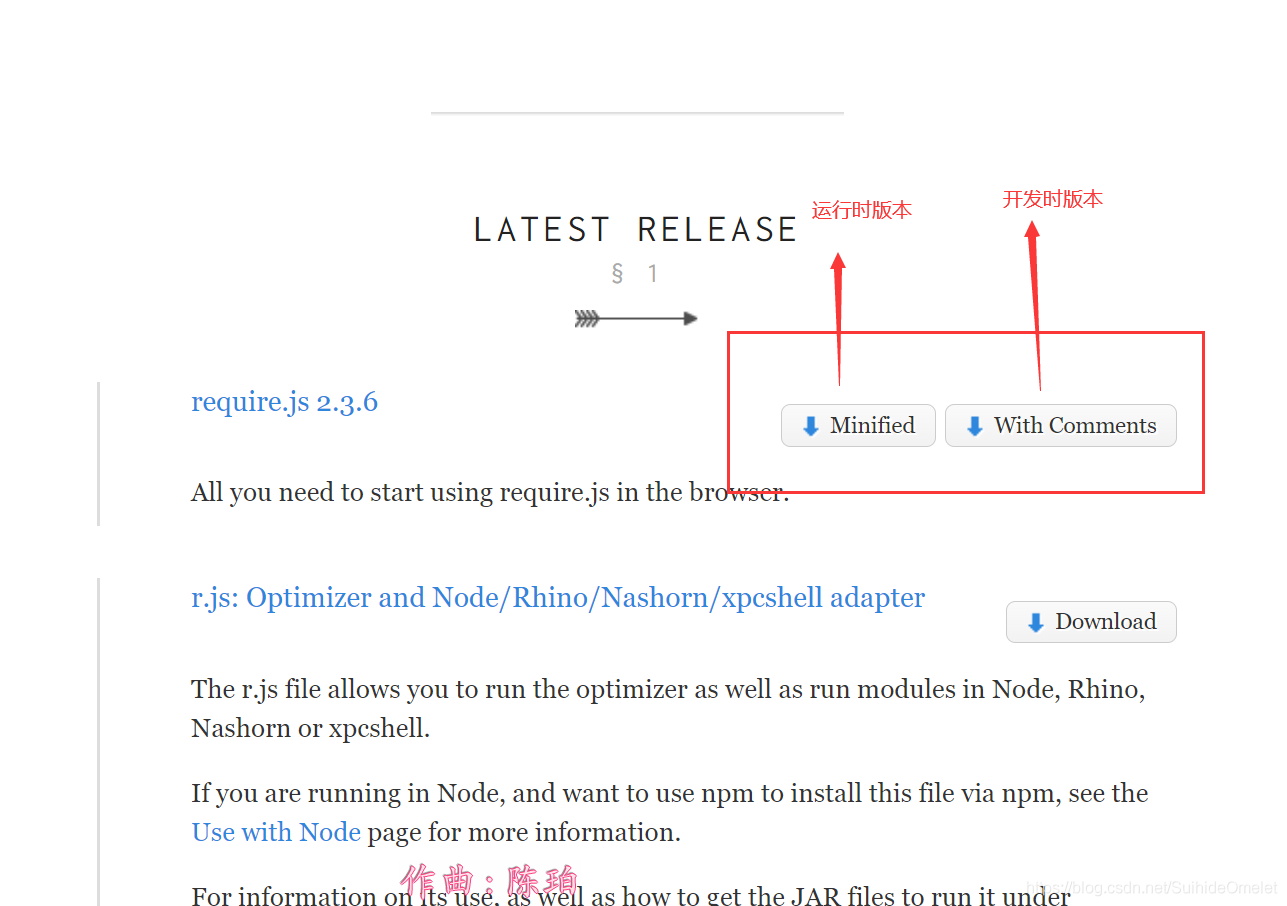 运行时版本
开发时版本
LATEST RELEASE
§ 1
require.js 2.3.6
Minified
With Comments
All you need to start using require.js in the browser.
r.js: Optimizer and Node/Rhino/Nashorn/xpcshell adapter
Download
The r.js file allows you to run the optimizer as well as run modules in Node, Rhino,
Nashorn or xpcshell.
If you are running in Node, and want to use npm to install this file via npm, see the
Use with Node page for more information.
作曲：陈珀
For information on its use, as well as how to get the JAR files to run it under
https://blog.csdn.net/SuihideOmelet